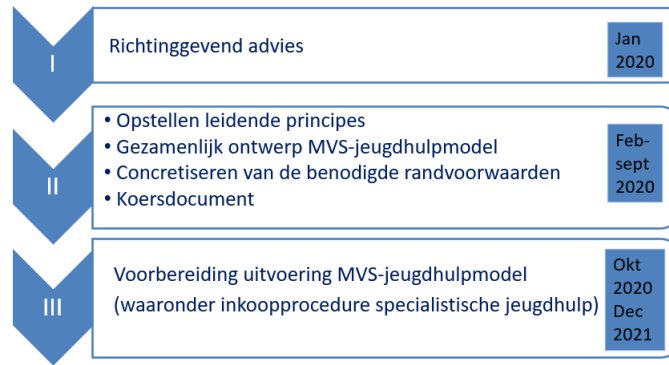 I
Richtinggevend advies
Jan
2020
II
• Opstellen leidende principes
• Gezamenlijk ontwerp MVS-jeugdhulpmodel
• Concretiseren van de benodigde randvoorwaarden
• Koersdocument
Feb-
sept
2020
III
Voorbereiding uitvoering MVS-jeugdhulpmodel
(waaronder inkoopprocedure specialistische jeugdhulp)
Okt
2020
Dec
2021